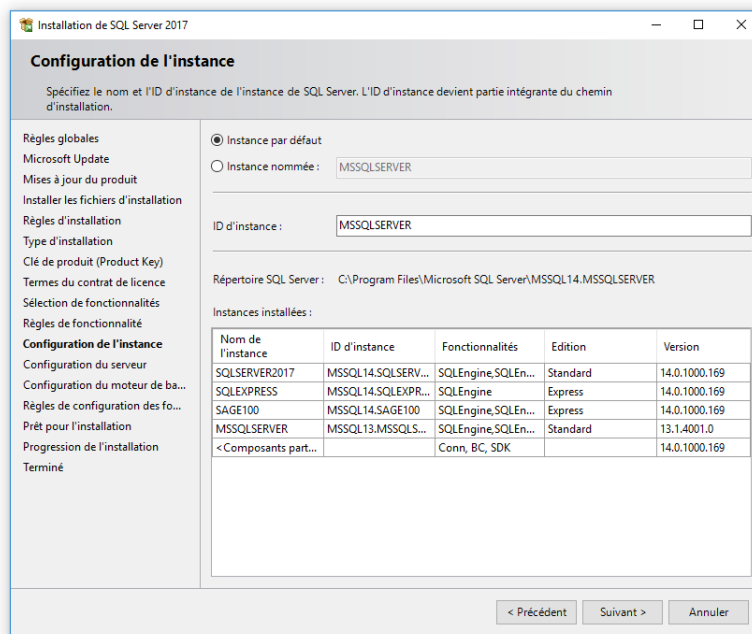 Installation de SQL Server 2017
Configuration de l'instance
Spécifiez le nom et l'ID d'instance de l'instance de SQL Server. L'ID d'instance devient partie intégrante du chemin
d'installation.
Règles globales
Microsoft Update
Mises à jour du produit
Installer les fichiers d'installation
Règles d'installation
Type d'installation
Clé de produit (Product Key)
Termes du contrat de licence
Sélection de fonctionnalités
Règles de fonctionnalité
Configuration de l'instance
Configuration du serveur
Configuration du moteur de ba...
Règles de configuration des fo...
Prêt pour l'installation
Progression de l'installation
Terminé
Instance par défaut
Instance nommée : MSSQLSERVER
ID d'instance : MSSQLSERVER
Répertoire SQL Server : C:\Program Files\Microsoft SQL Server\MSSQL14.MSSQLSERVER
Instances installées :
Nom de
l'instance ID d'instance Fonctionnalités Edition Version
SQLSERVER2017 MSSQL14.SQLSERV... SQLEngine,SQLEn... Standard 14.0.1000.169
SQLEXPRESS MSSQL14.SQLEXPR... SQLEngine Express 14.0.1000.169
SAGE100 MSSQL14.SAGE100 SQLEngine,SQLEn... Express 14.0.1000.169
MSSQLSERVER MSSQL13.MSSQLS... SQLEngine,SQLEn... Standard 13.1.4001.0
<Composants part... Conn, BC, SDK 14.0.1000.169
< Précédent Suivant > Annuler